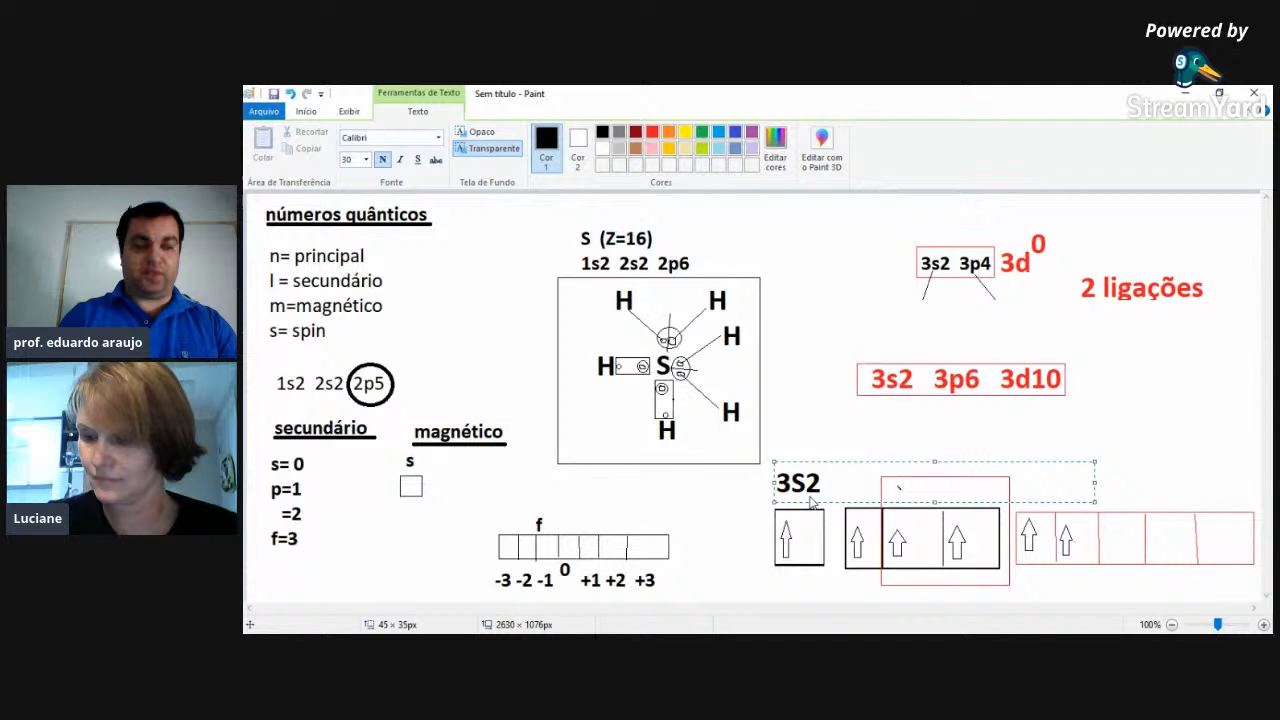 Powered by
StreamYard
Ferramentas de Texto
Sem título - Paint
Arquivo
Início
Exibir
Texto
Colar
Recortar
Copiar
Área de Transferência
Calibri
30
N I S abc
Fonte
Opaco
Transparente
Tela de Fundo
Cor 1
Cor 2
Editar cores
Editar com o Paint 3D
Cores
números quânticos
n= principal
l = secundário
m=magnético
s= spin
1s2 2s2 2p5
secundário
s= 0
p=1
=2
f=3
magnético
s
S (Z=16)
1s2 2s2 2p6
H H
H
H S
H
H
f
-3 -2 -1 0 +1 +2 +3
3s2 3p4 3d0
2 ligações
3s2 3p6 3d10
3S2
prof. eduardo araujo
Luciane
45 × 35px
2630 × 1076px
100%